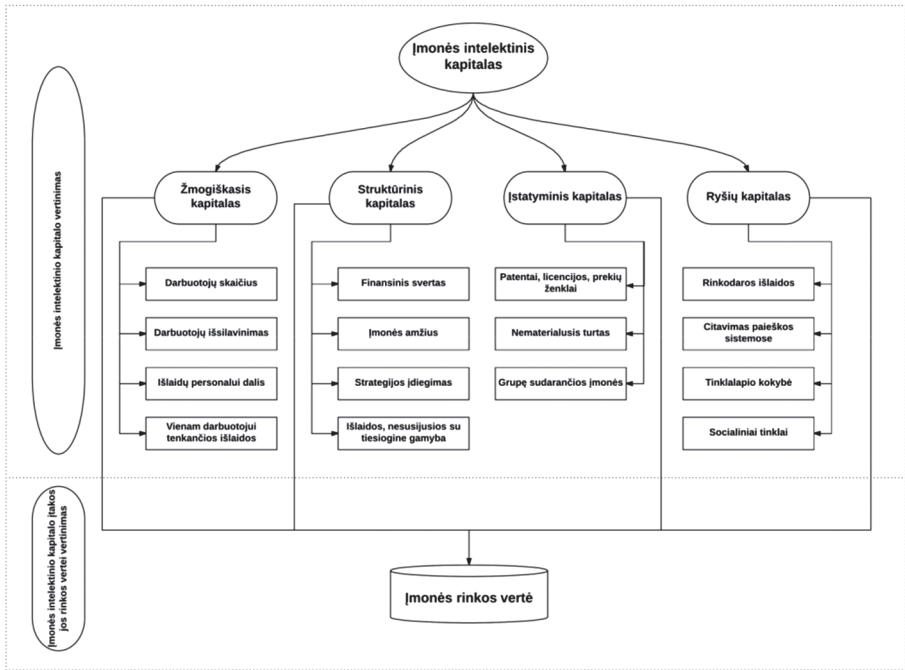 Įmonės intelektinis
kapitalas
Įmonės intelektinio kapitalo vertinimas
Žmogiškasis
kapitalas
Struktūrinis
kapitalas
Įstatyminis kapitalas
Ryšių kapitalas
Darbuotojų skaičius
Darbuotojų išsilavinimas
Išlaidų personalui dalis
Vienam darbuotojui
tenkančios išlaidos
Finansinis svertas
Įmonės amžius
Strategijos įdiegimas
Išlaidos, nesusijusios su
tiesiogine gamyba
Patentai, licencijos, prekių
ženklai
Nematerialusis turtas
Grupę sudarančios įmonės
Rinkodaros išlaidos
Citavimas paieškos
sistemose
Tinklalapio kokybė
Socialiniai tinklai
Įmonės intelektinio kapitalo įtakos
jos rinkos vertei vertinimas
Įmonės rinkos vertė